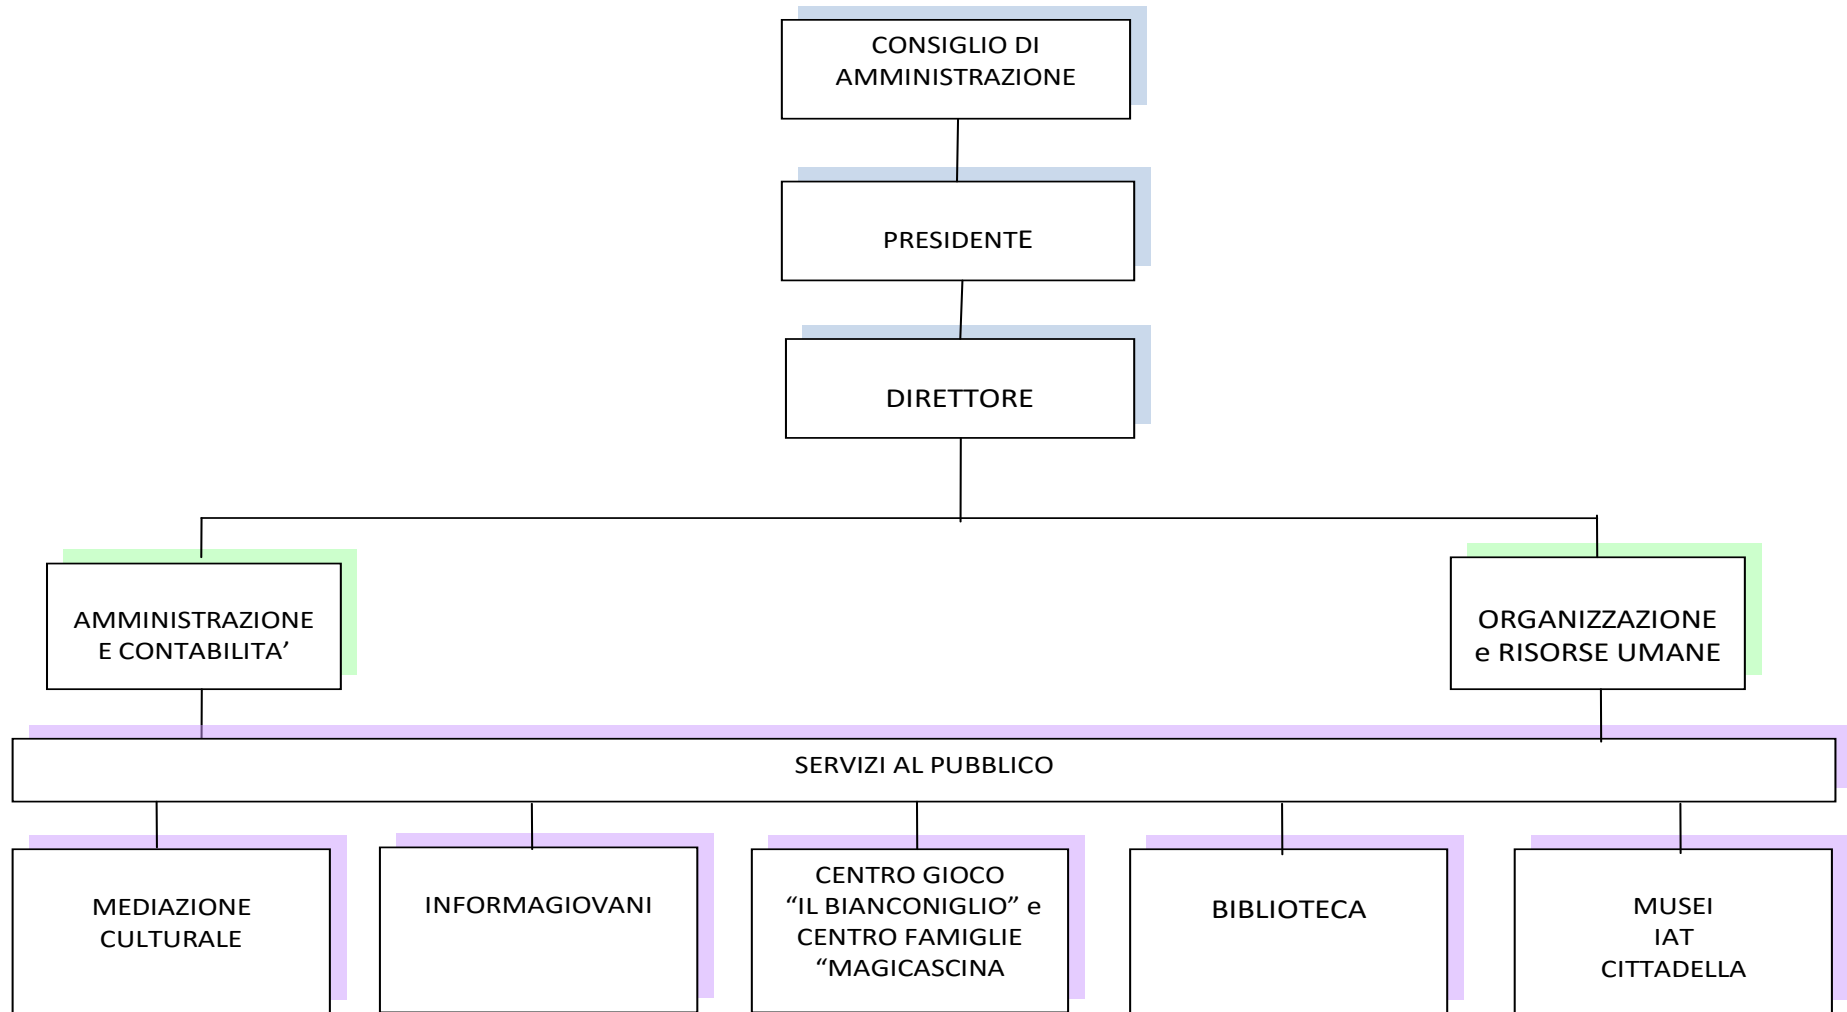 CONSIGLIO DI
AMMINISTRAZIONE
PRESIDENTE
DIRETTORE
AMMINISTRAZIONE
E CONTABILITA’
ORGANIZZAZIONE
e RISORSE UMANE
SERVIZI AL PUBBLICO
MEDIAZIONE
CULTURALE
INFORMAGIOVANI
CENTRO GIOCO
“IL BIANCONIGLIO” e
CENTRO FAMIGLIE
“MAGICASCINA
BIBLIOTECA
MUSEI
IAT
CITTADELLA